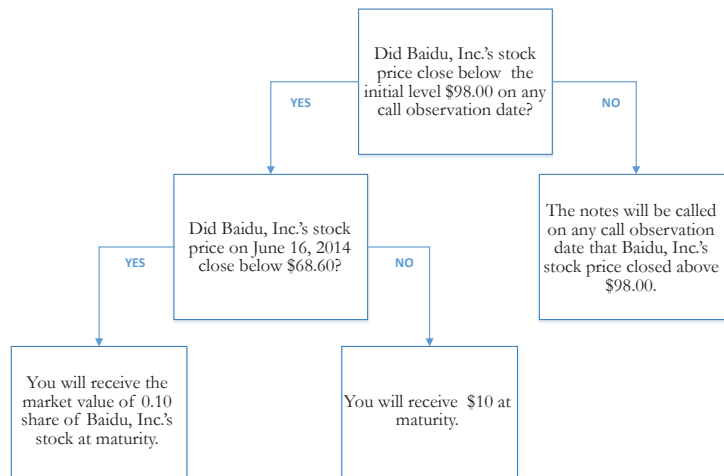 Did Baidu, Inc.'s stock
price close below the
initial level $98.00 on any
call observation date?
YES
NO
Did Baidu, Inc.'s stock
price on June 16, 2014
close below $68.60?
The notes will be called
on any call observation
date that Baidu, Inc.'s
stock price closed above
$98.00.
YES
NO
You will receive the
market value of 0.10
share of Baidu, Inc.'s
stock at maturity.
You will receive $10 at
maturity.